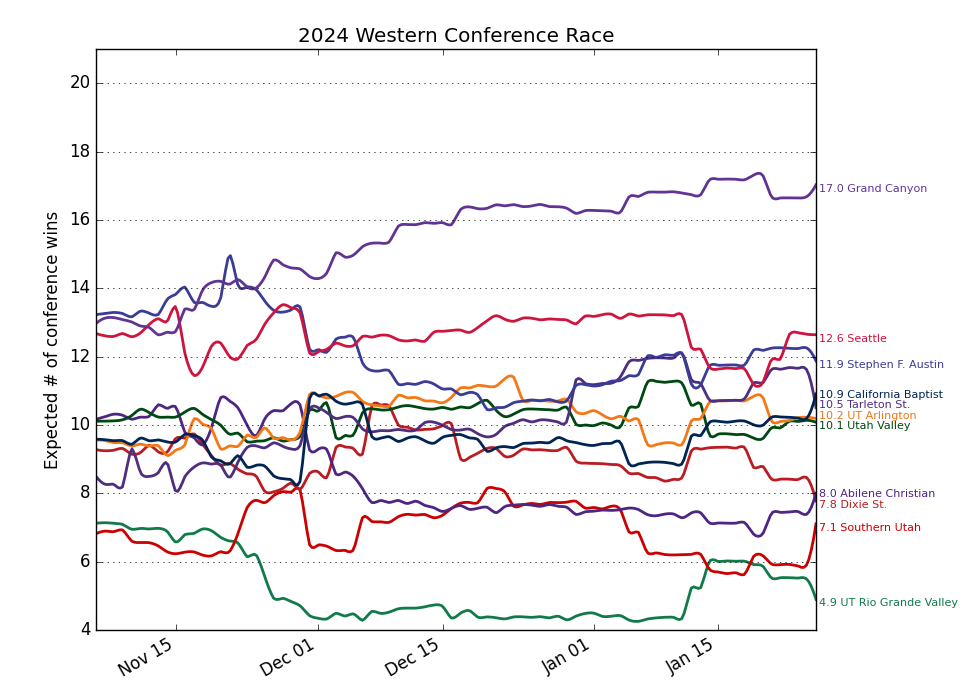 2024 Western Conference Race
Expected # of conference wins
20
18
16
14
12
10
8
6
4
Nov 15
Dec 01
Dec 15
Jan 01
Jan 15
17.0 Grand Canyon
12.6 Seattle
11.9 Stephen F. Austin
10.9 California Baptist
10.5 Tarleton St.
10.2 UT Arlington
10.1 Utah Valley
8.0 Abilene Christian
7.8 Dixie St.
7.1 Southern Utah
4.9 UT Rio Grande Valley